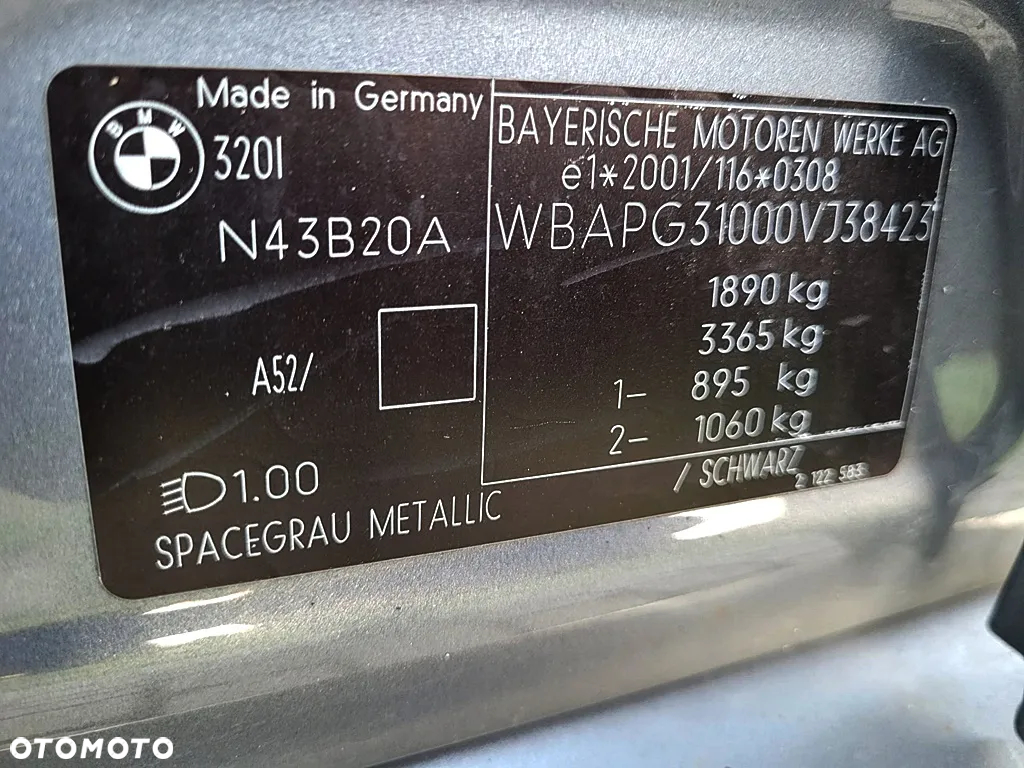 Made in Germany
BMW
320I
N43B20A
A52/
1.00
SPACEGRAU METALLIC
BAYERISCHE MOTOREN WERKE AG
e1*2001/116*0308
WBAPG31000VJ38423
1890 kg
3365 kg
1- 895 kg
2- 1060 kg
/ SCHWARZ
2 122 583
OTOMOTO